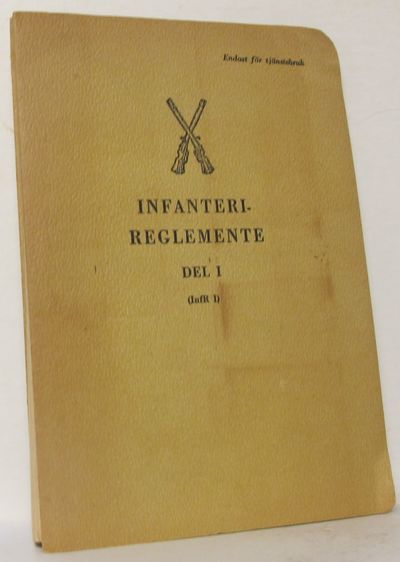 Endast för tjänstebruk
INFANTERI-
REGLEMENTE
DEL I
(InfR I)